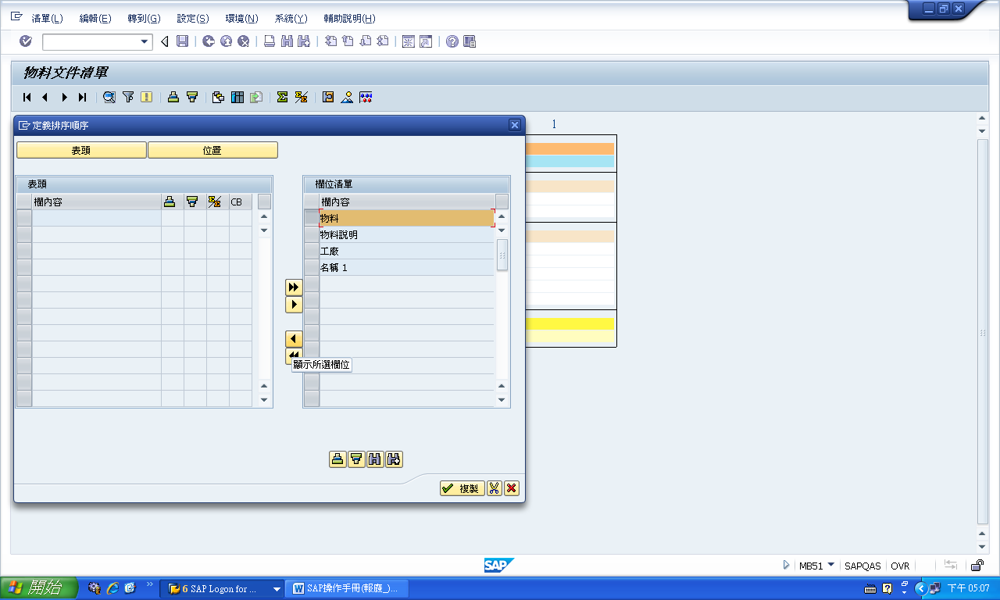 清單(L) 編輯(E) 轉到(G) 設定(S) 環境(N) 系統(Y) 輔助說明(H)
物料文件清單
定義排序順序
1
表頭 位置
表頭 欄位清單
欄內容 CB 欄內容
物料
物料說明
工廠
名稱 1
顯示所選欄位
複製
SAP MB51 SAPQAS OVR
開始 6 SAP Logon for ... SAP操作手冊(報廢_)... 下午 05:07